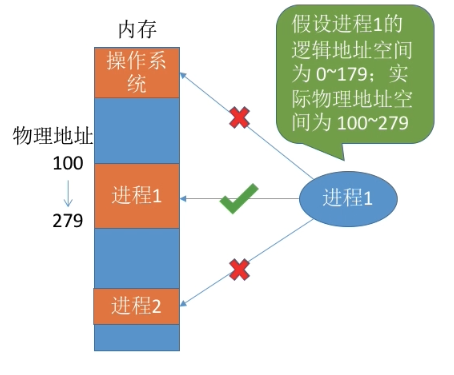 内存
操作系
统
物理地址
100
279
进程1
进程2
进程1
假设进程1的
逻辑地址空间
为 0~179；实
际物理地址空
间为 100~279